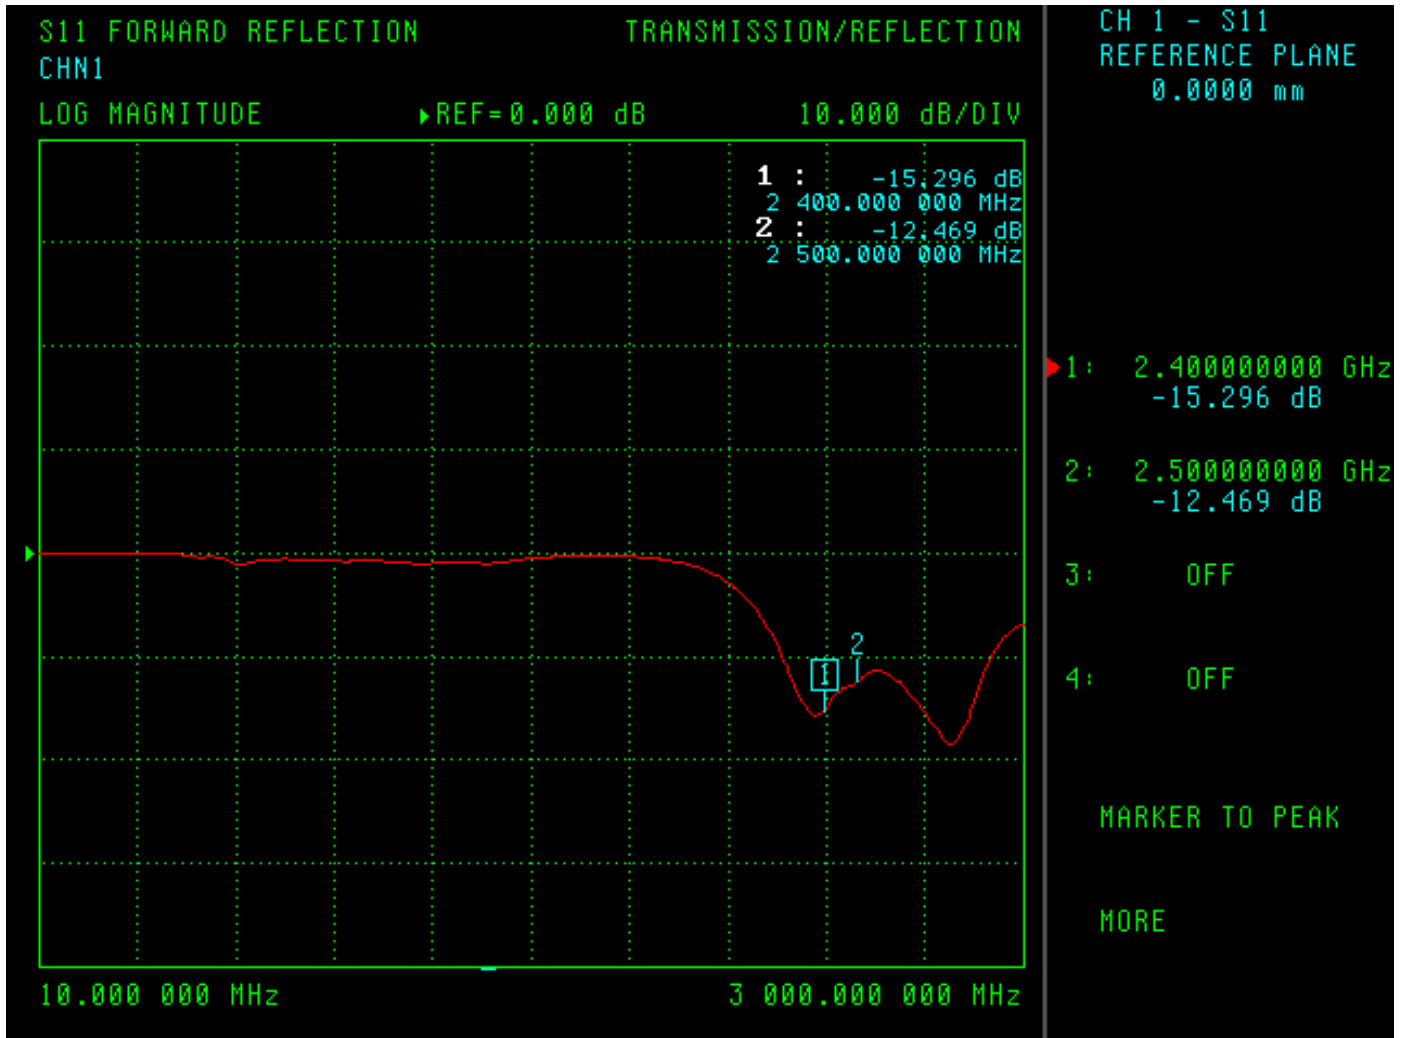 S11 FORWARD REFLECTION TRANSMISSION/REFLECTION
CHN1
LOG MAGNITUDE ▶REF=0.000 dB 10.000 dB/DIV
1 : -15.296 dB
2 400.000 000 MHz
2 : -12.469 dB
2 500.000 000 MHz
2
1
10.000 000 MHz 3 000.000 000 MHz
CH 1 - S11
REFERENCE PLANE
0.0000 mm
▶1: 2.400000000 GHz
-15.296 dB
2: 2.500000000 GHz
-12.469 dB
3: OFF
4: OFF
MARKER TO PEAK
MORE